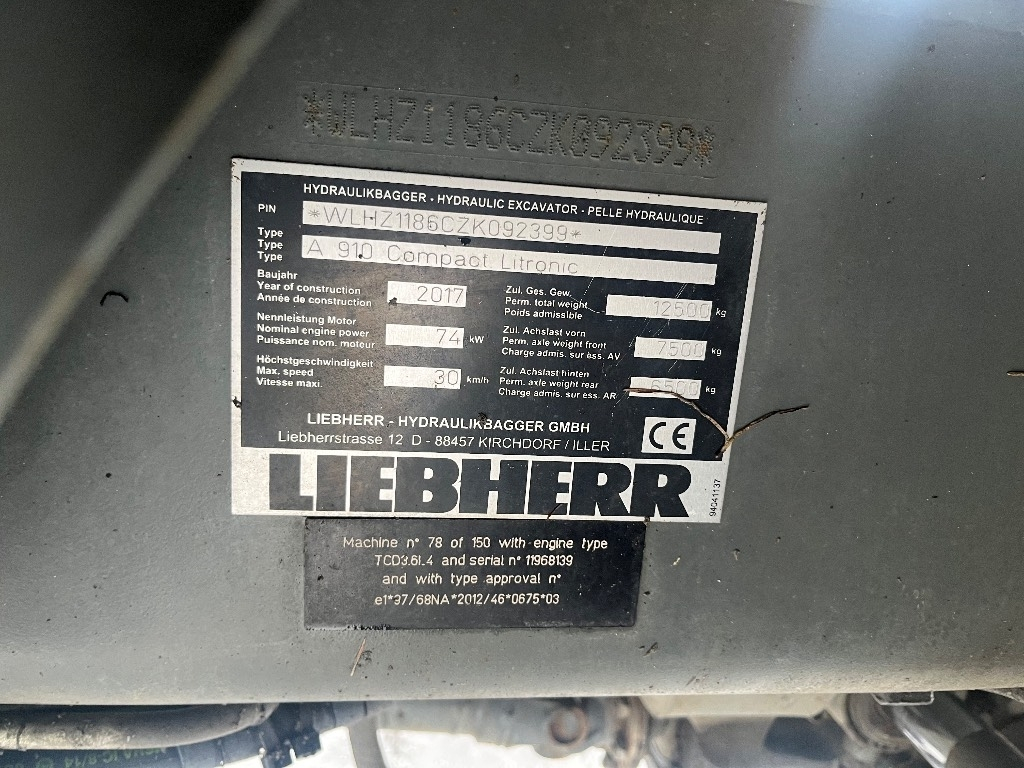 *WLHZ1186CZK092399*
HYDRAULIKBAGGER - HYDRAULIC EXCAVATOR - PELLE HYDRAULIQUE
PIN *WLHZ1186CZK092399*
Type
Type A 910 Compact Litronic
Type
Baujahr
Year of construction 2017
Année de construction
Nennleistung Motor
Nominal engine power 74 kW
Puissance nom. moteur
Höchstgeschwindigkeit
Max. speed 30 km/h
Vitesse maxi.
Zul. Ges. Gew.
Perm. total weight 12500 kg
Poids admissible
Zul. Achslast vorn
Perm. axle weight front 7500 kg
Charge admis. sur ess. AV
Zul. Achslast hinten
Perm. axle weight rear 6500 kg
Charge admis. sur ess. AR
LIEBHERR - HYDRAULIKBAGGER GMBH
Liebherrstrasse 12 D - 88457 KIRCHDORF / ILLER
CE
LIEBHERR
94041137
Machine n° 78 of 150 with engine type
TCD3.6L4 and serial n° 11968139
and with type approval n°
e1*97/68NA*2012/46*0675*03